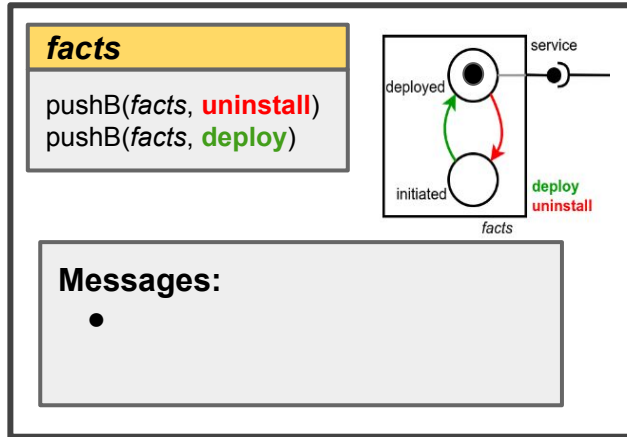 facts
pushB(facts, uninstall)
pushB(facts, deploy)
service
deployed
initiated
deploy
uninstall
facts
Messages:
●